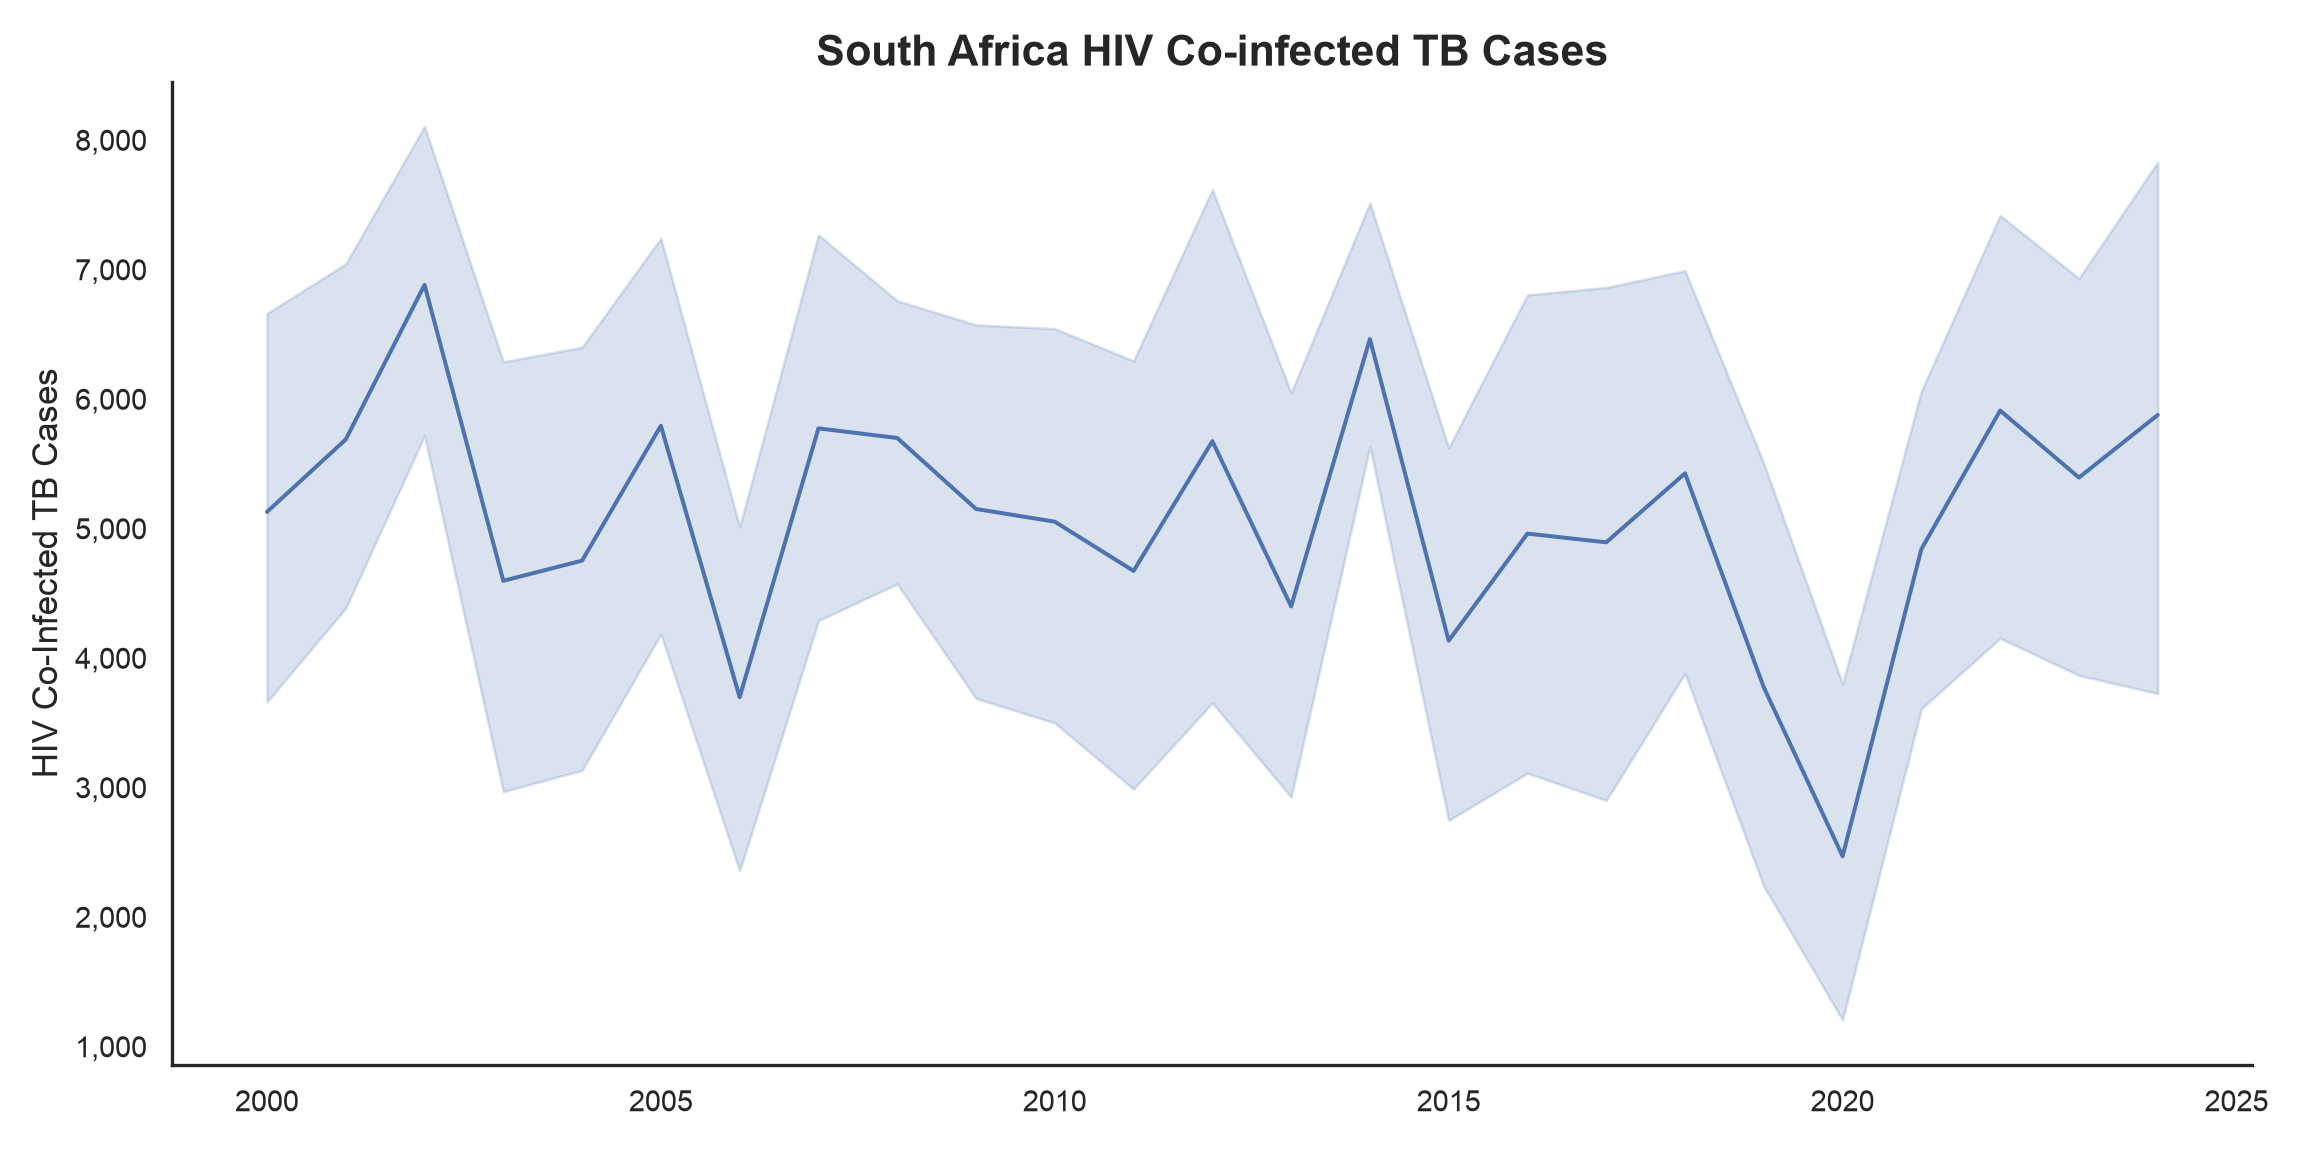 South Africa HIV Co-infected TB Cases
HIV Co-Infected TB Cases
8,000
7,000
6,000
5,000
4,000
3,000
2,000
1,000
2000 2005 2010 2015 2020 2025